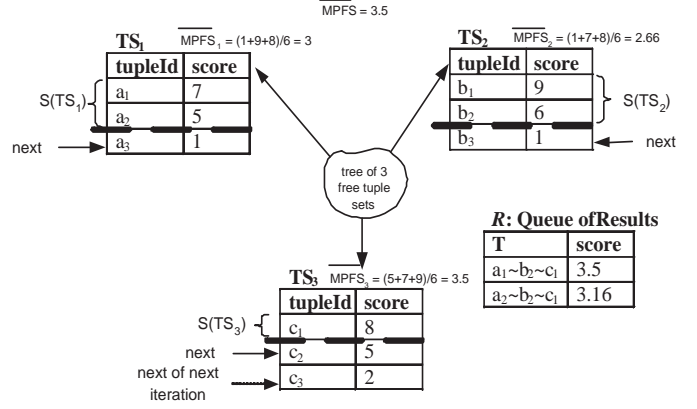 MPFS = 3.5
TS1 MPFS1 = (1+9+8)/6 = 3
tupleId score
a1 7
a2 5
a3 1
S(TS1)
next
TS2 MPFS2 = (1+7+8)/6 = 2.66
tupleId score
b1 9
b2 6
b3 1
S(TS2)
next
tree of 3
free tuple
sets
R: Queue ofResults
T score
a1~b2~c1 3.5
a2~b2~c1 3.16
TS3 MPFS3 = (5+7+9)/6 = 3.5
tupleId score
c1 8
c2 5
c3 2
S(TS3)
next
next of next
iteration